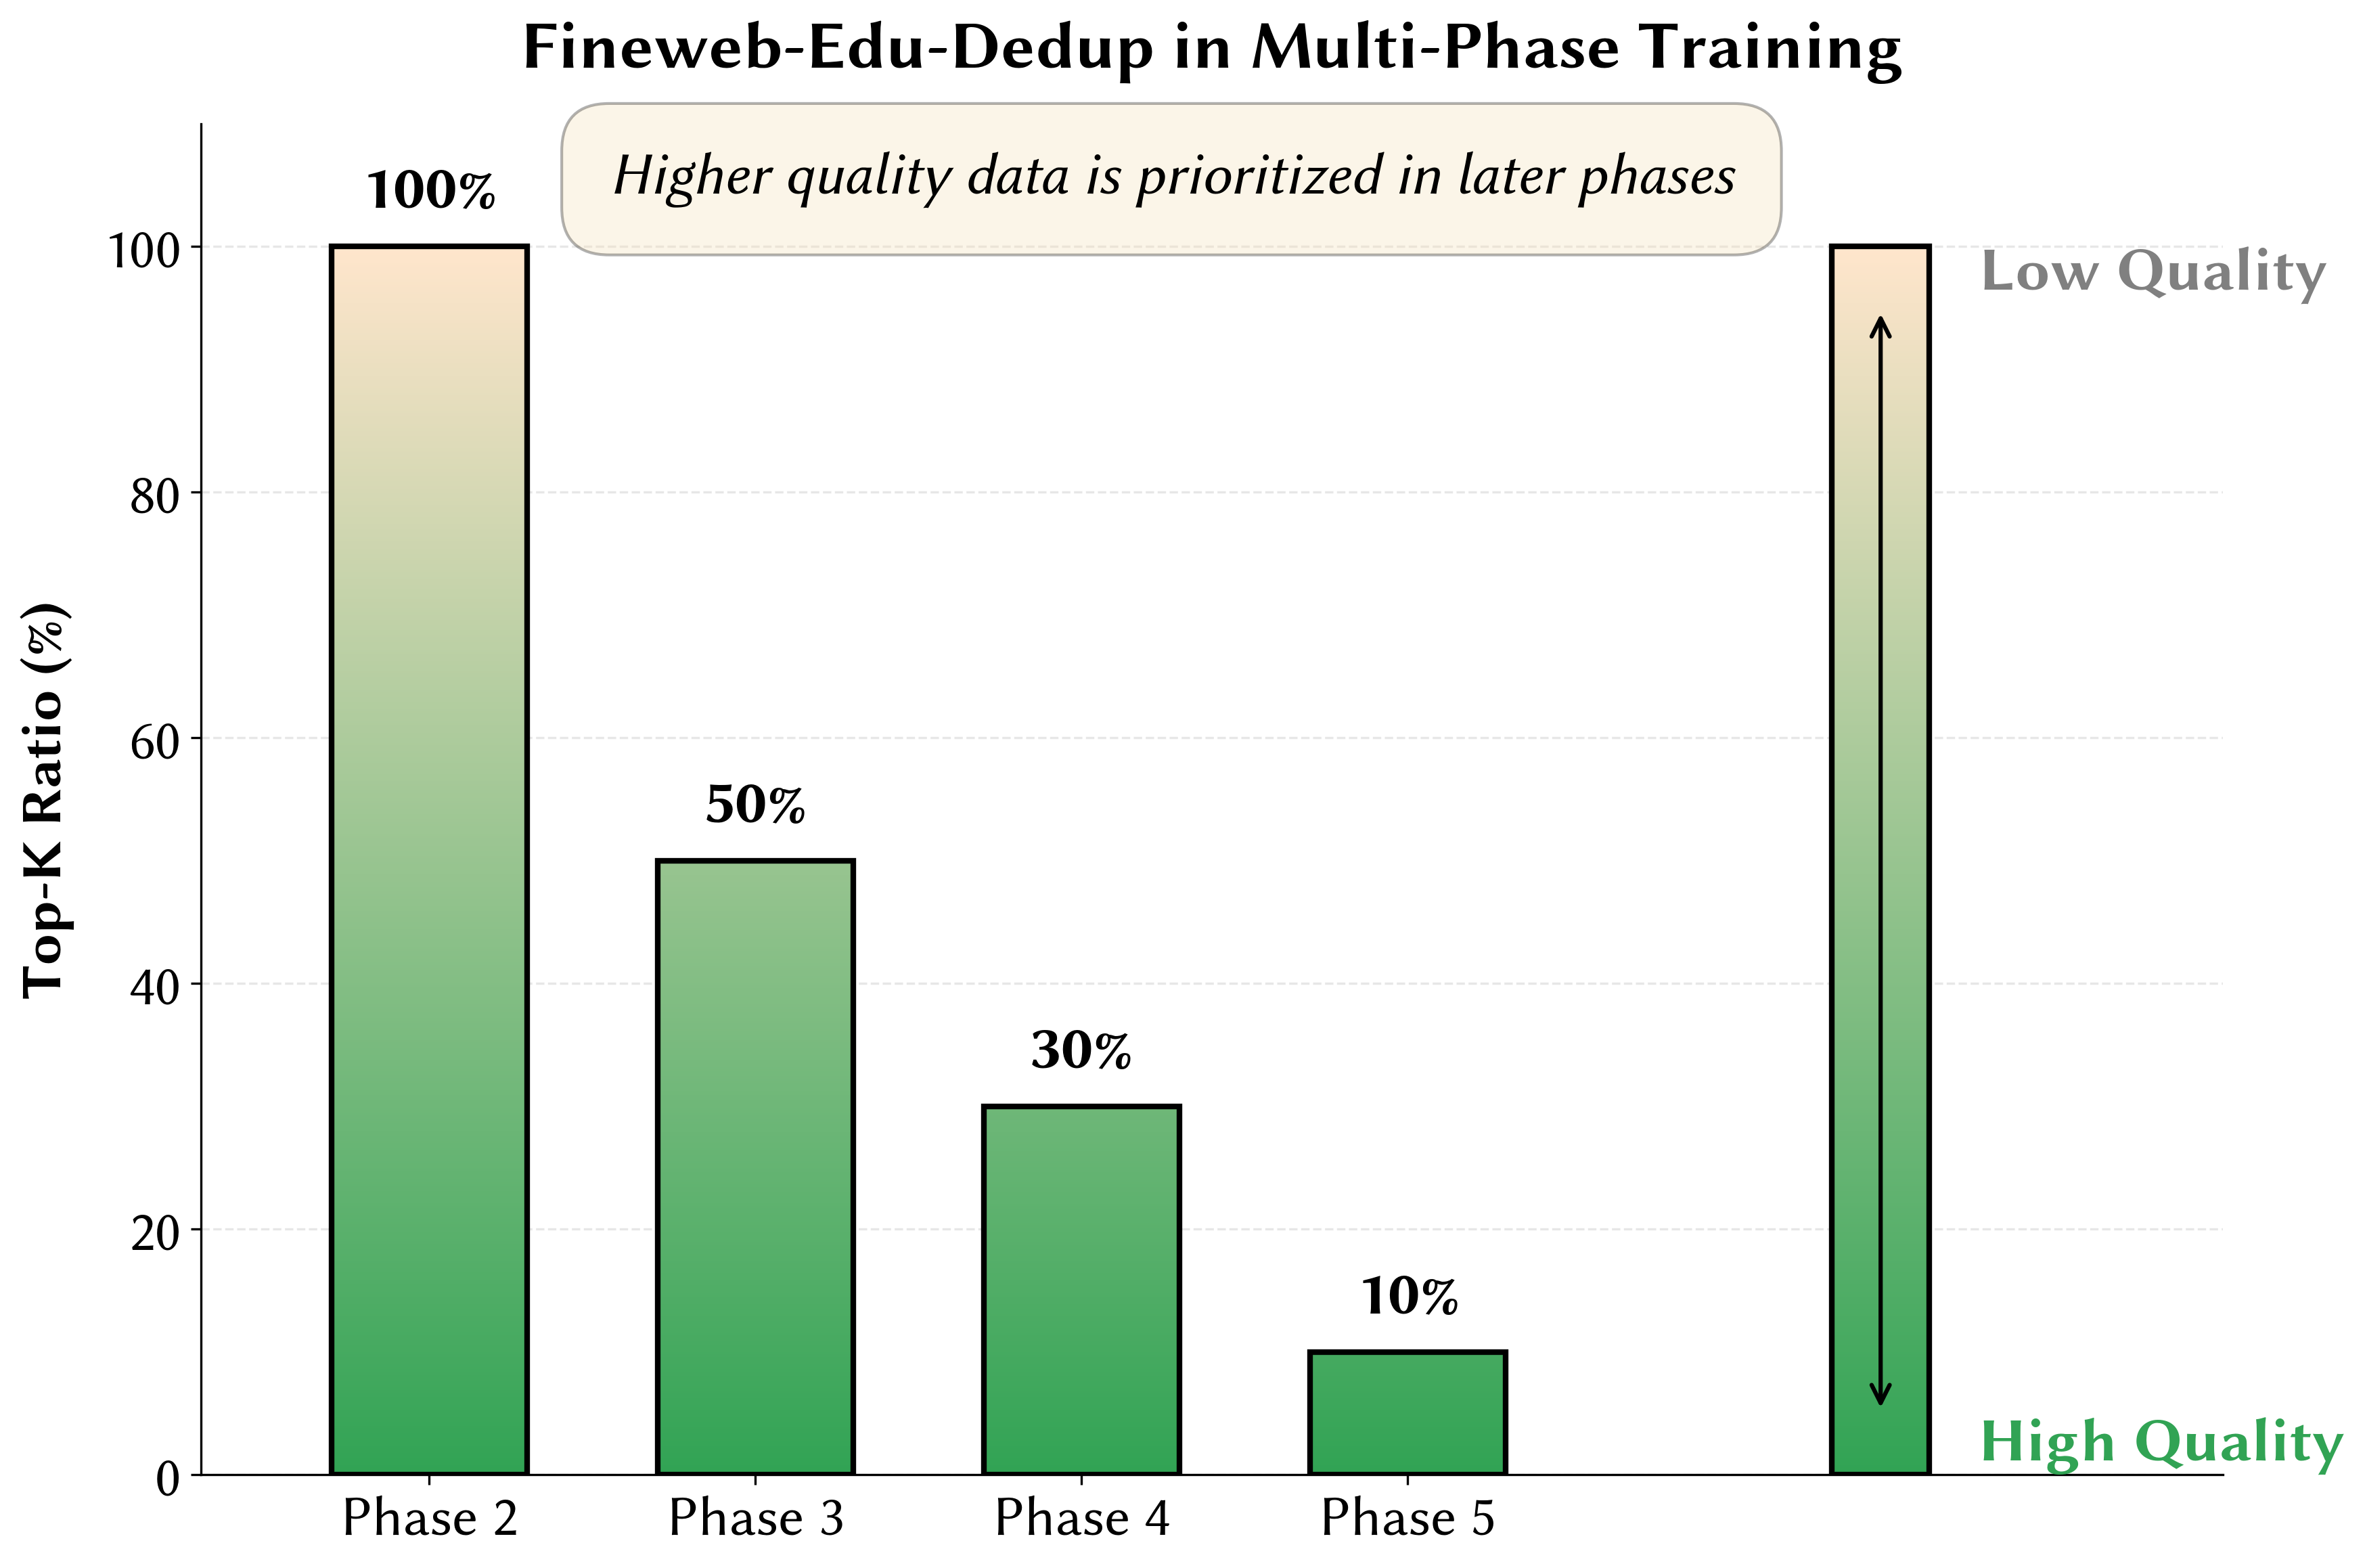 Fineweb-Edu-Dedup in Multi-Phase Training
Higher quality data is prioritized in later phases
Top-K Ratio (%)
100
80
60
40
20
0
100%
50%
30%
10%
Low Quality
High Quality
Phase 2
Phase 3
Phase 4
Phase 5